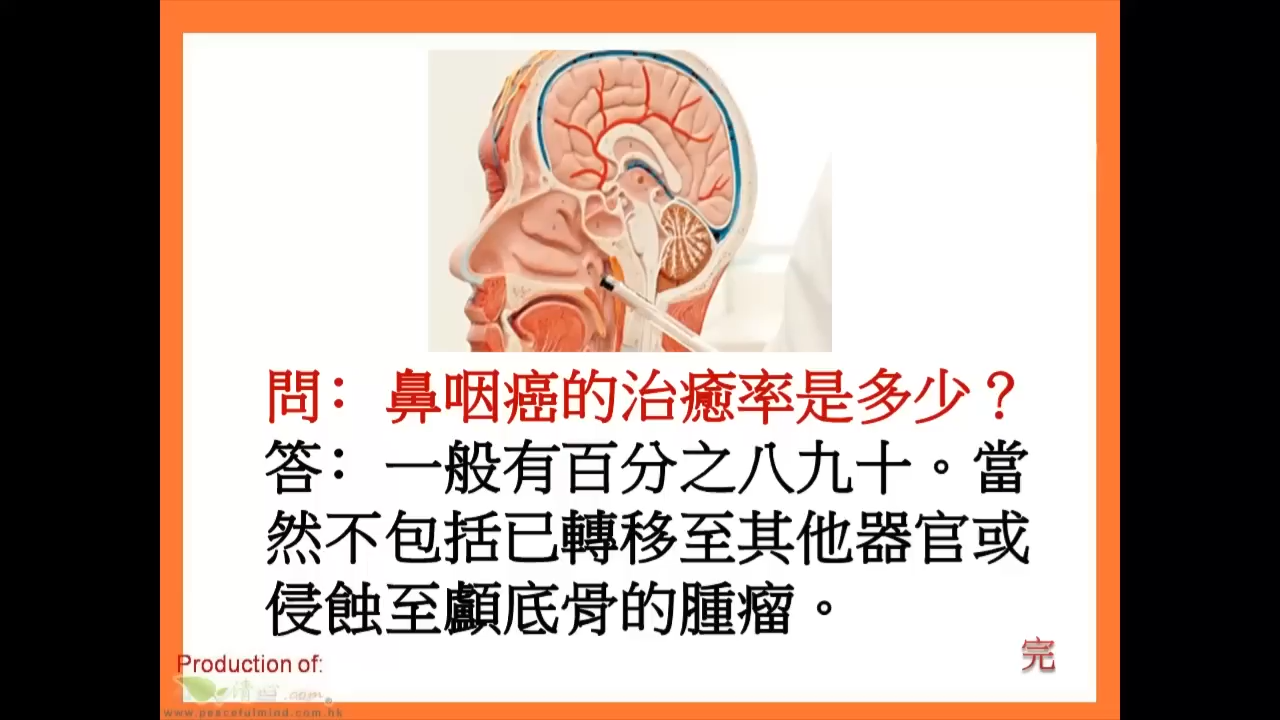 問：鼻咽癌的治癒率是多少？
答：一般有百分之八九十。當
然不包括已轉移至其他器官或
侵蝕至顱底骨的腫瘤。
完
Production of:
www.peacefulmind.com.hk